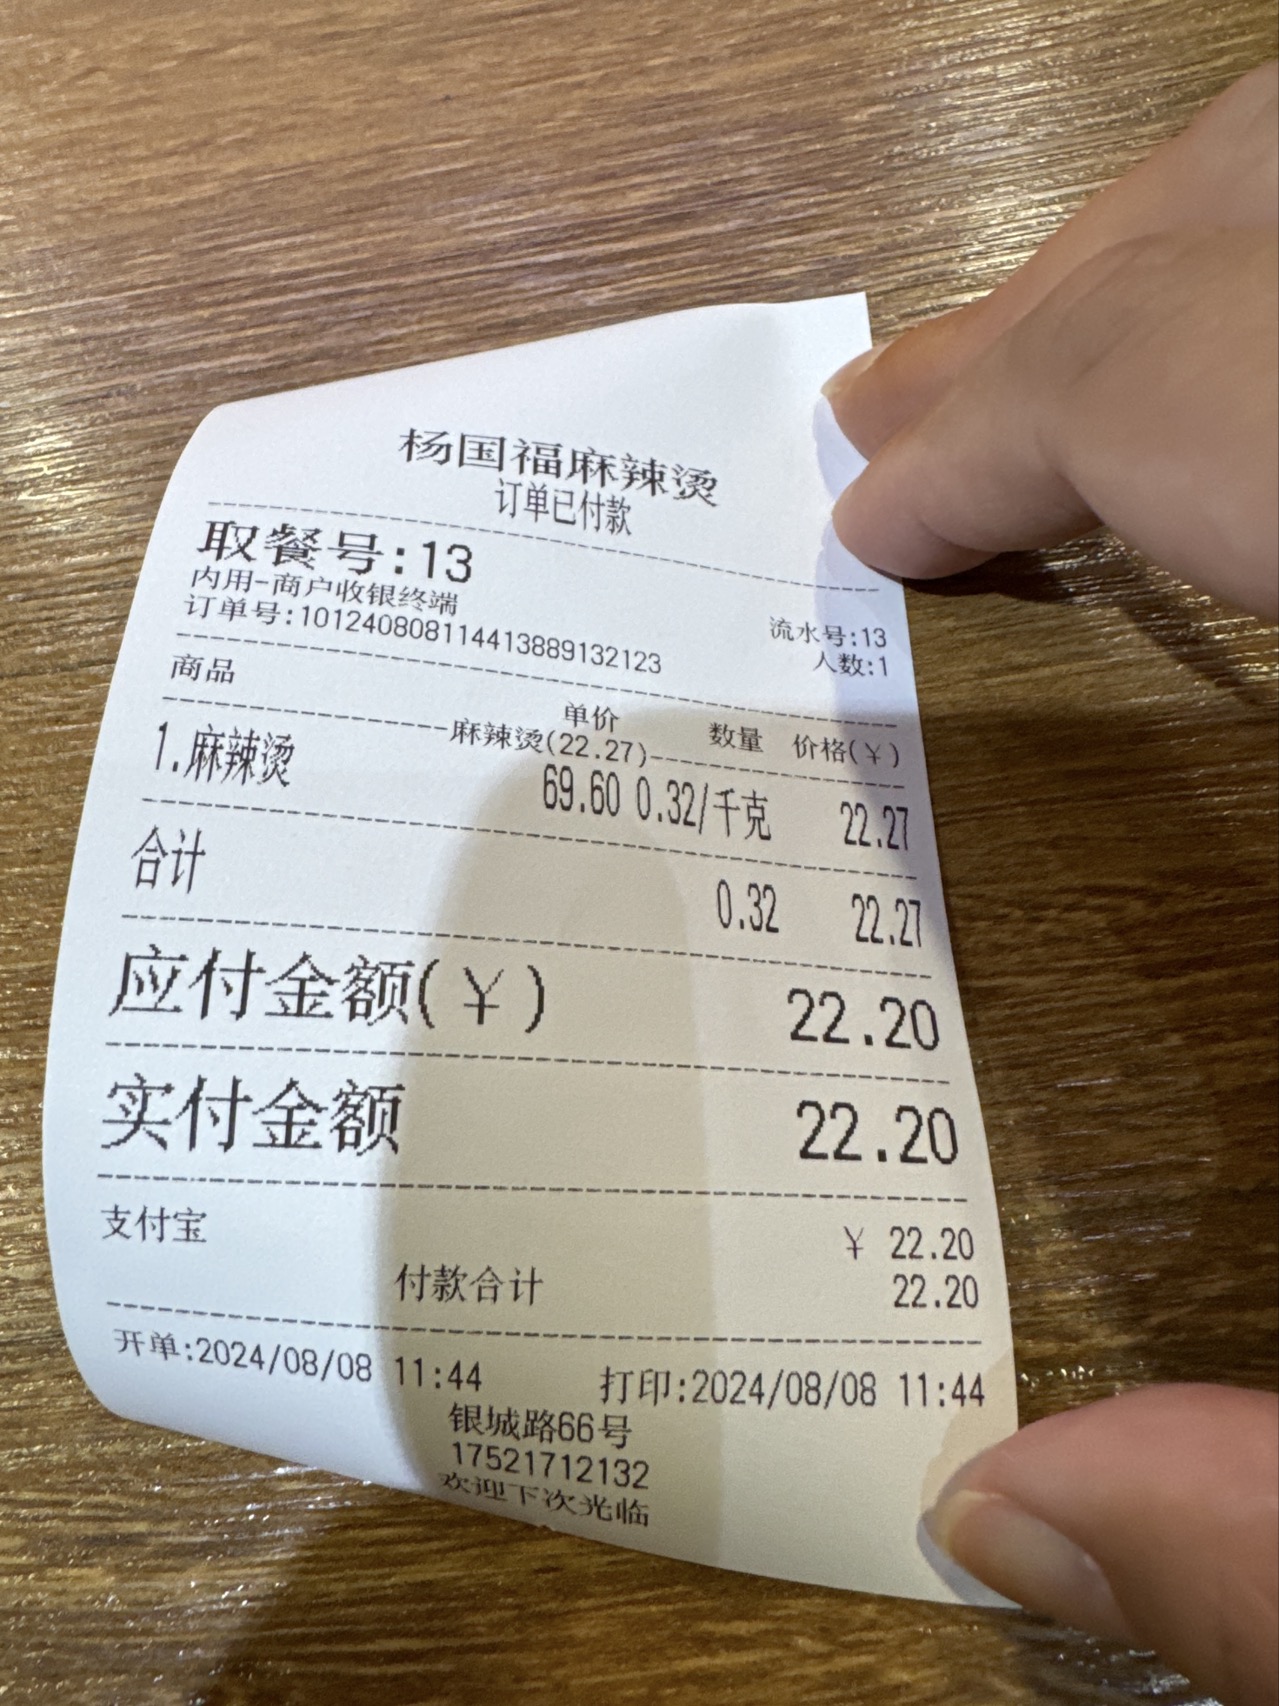 杨国福麻辣烫
订单已付款
取餐号:13
内用-商户收银终端 流水号:13
订单号:101240808114413889132123 人数:1
商品 单价 数量 价格(￥)
麻辣烫(22.27)
1.麻辣烫 69.60 0.32/千克 22.27
合计 0.32 22.27
应付金额(￥) 22.20
实付金额 22.20
支付宝 ￥ 22.20
付款合计 22.20
开单:2024/08/08 11:44 打印:2024/08/08 11:44
银城路66号
17521712132
欢迎下次光临